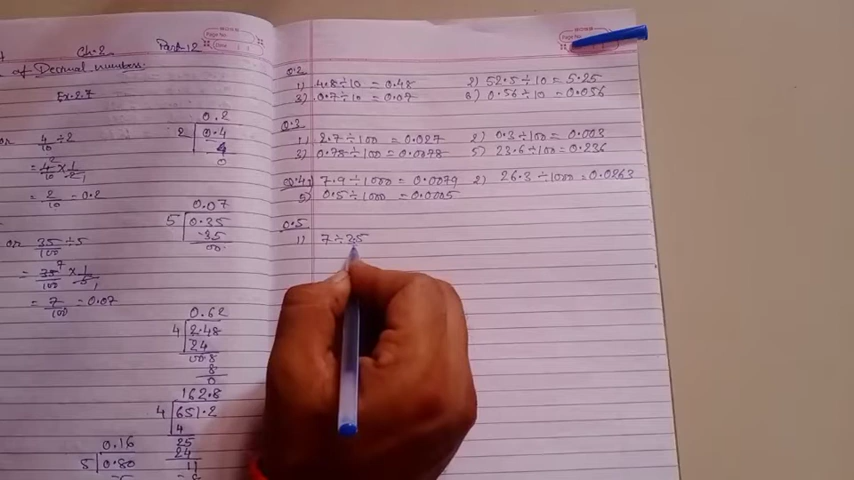 Ch-2 Part 12
of Decimal numbers.
Ex-2.7
or 4/10 ÷ 2
= 4/10 × 1/2
= 2/10 = 0.2
or 35/100 ÷ 5
= 35/100 × 1/5
= 7/100 = 0.07
0.2
2 0.4
4
0
0.07
5 0.35
-35
00
0.62
4 2.48
24
008
8
0
162.8
4 651.2
4
25
24
11
0.16
5 0.80
Page No.
Date
Q.2
1) 4.8÷10 = 0.48 2) 52.5÷10 = 5.25
3) 0.7÷10 = 0.07 3) 0.56÷10 = 0.056
Q.3
1) 2.7÷100 = 0.027 2) 0.3÷100 = 0.003
3) 0.78÷100 = 0.0078 5) 23.6÷100 = 0.236
Q.4 1) 7.9÷1000 = 0.0079 2) 26.3÷1000 = 0.0263
5) 0.5÷1000 = 0.0005
Q.5
1) 7÷3.5